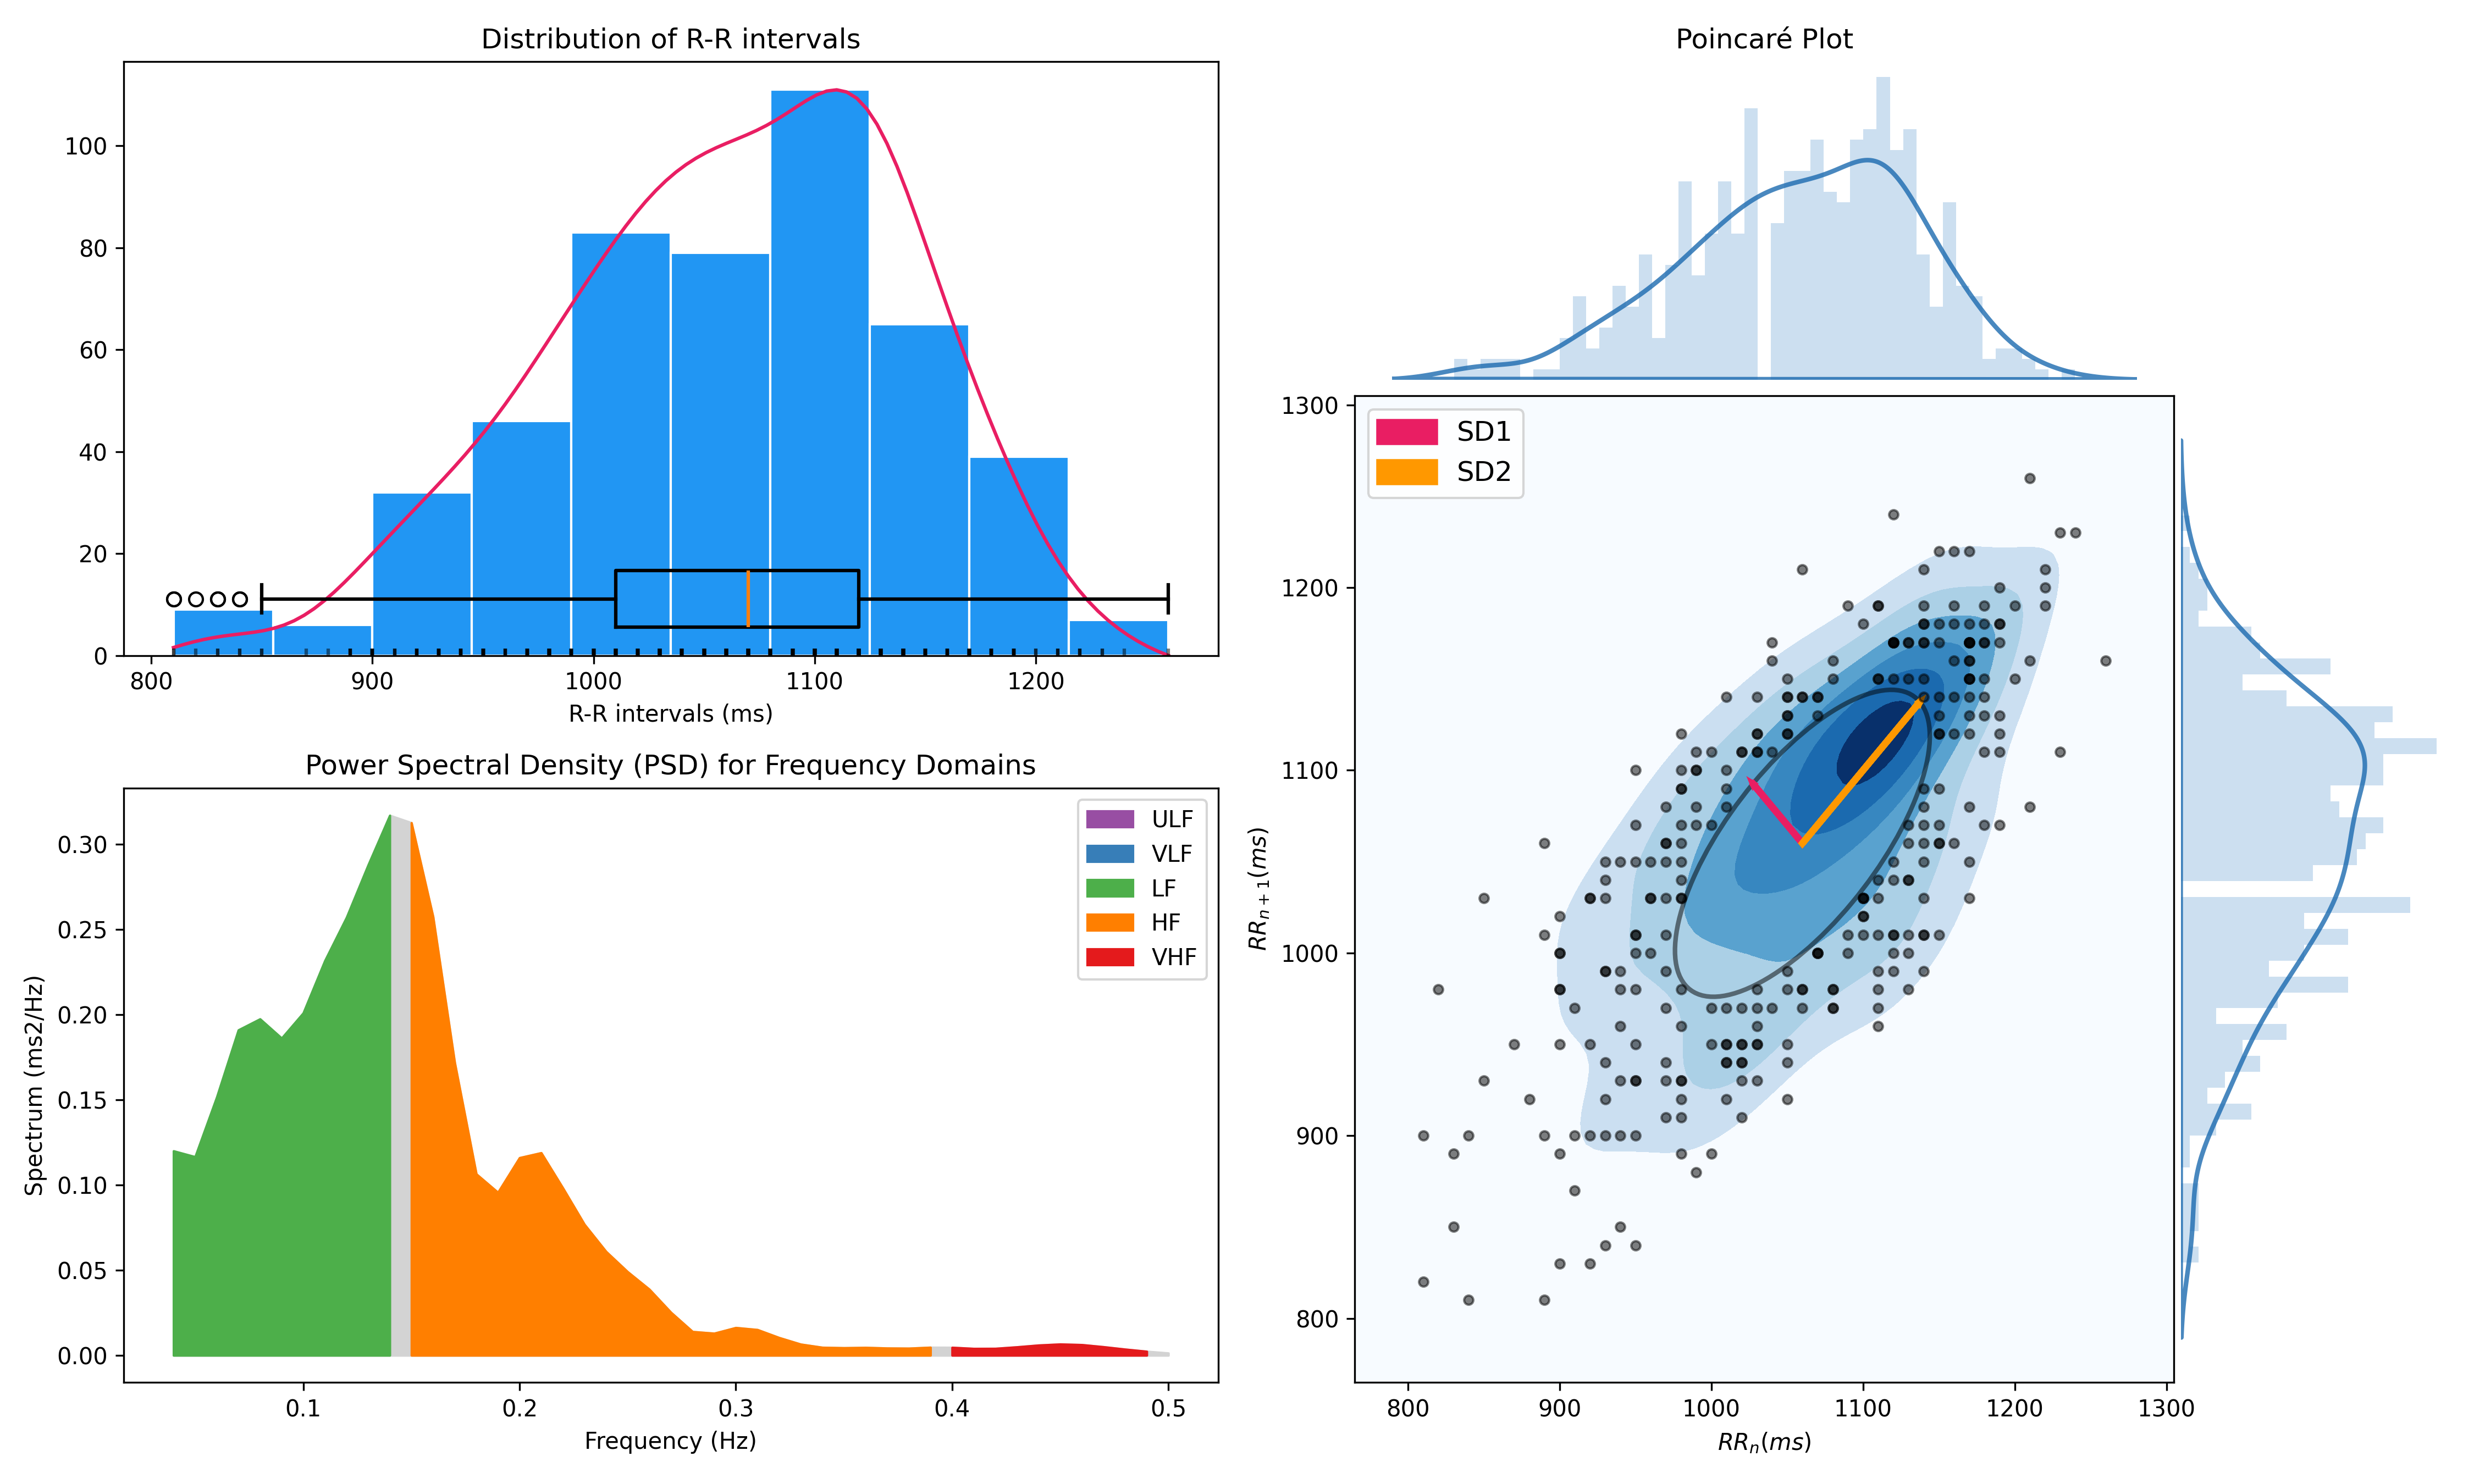 Distribution of R-R intervals
100
80
60
40
20
0
800 900 1000 1100 1200
R-R intervals (ms)
Power Spectral Density (PSD) for Frequency Domains
ULF
VLF
LF
HF
VHF
Spectrum (ms2/Hz)
0.30
0.25
0.20
0.15
0.10
0.05
0.00
0.1 0.2 0.3 0.4 0.5
Frequency (Hz)
Poincaré Plot
SD1
SD2
RRn+1(ms)
1300
1200
1100
1000
900
800
800 900 1000 1100 1200 1300
RRn(ms)